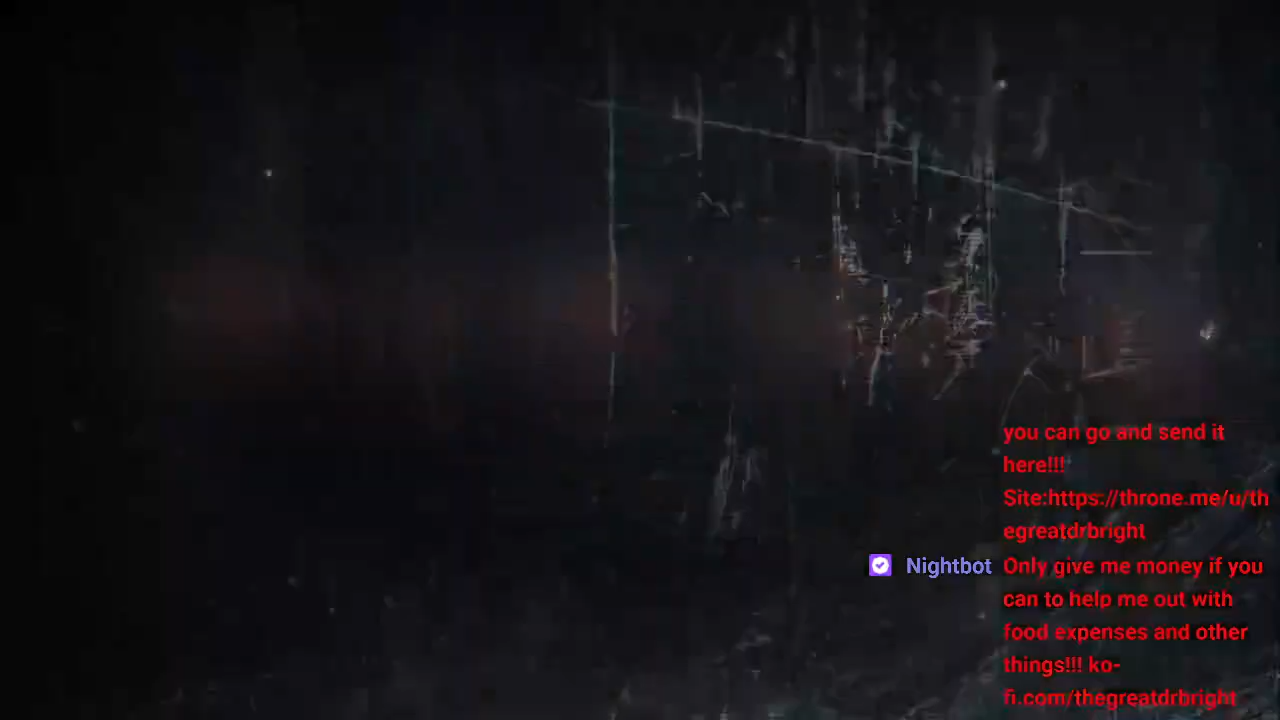 you can go and send it
here!!!
Site:https://throne.me/u/th
egreatdrbright
Nightbot Only give me money if you
can to help me out with
food expenses and other
things!!! ko-
fi.com/thegreatdrbright